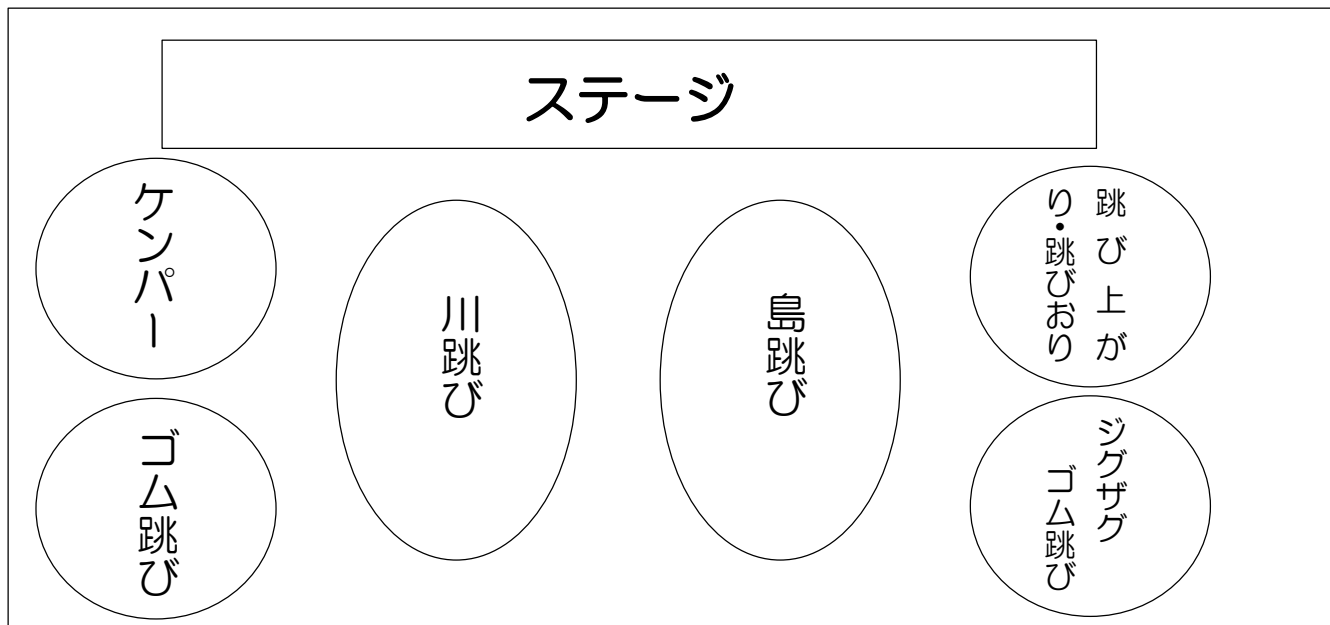 ステージ
ケンパー
ゴム跳び
川跳び
島跳び
跳び上が
り・跳びおり
ジグザグ
ゴム跳び